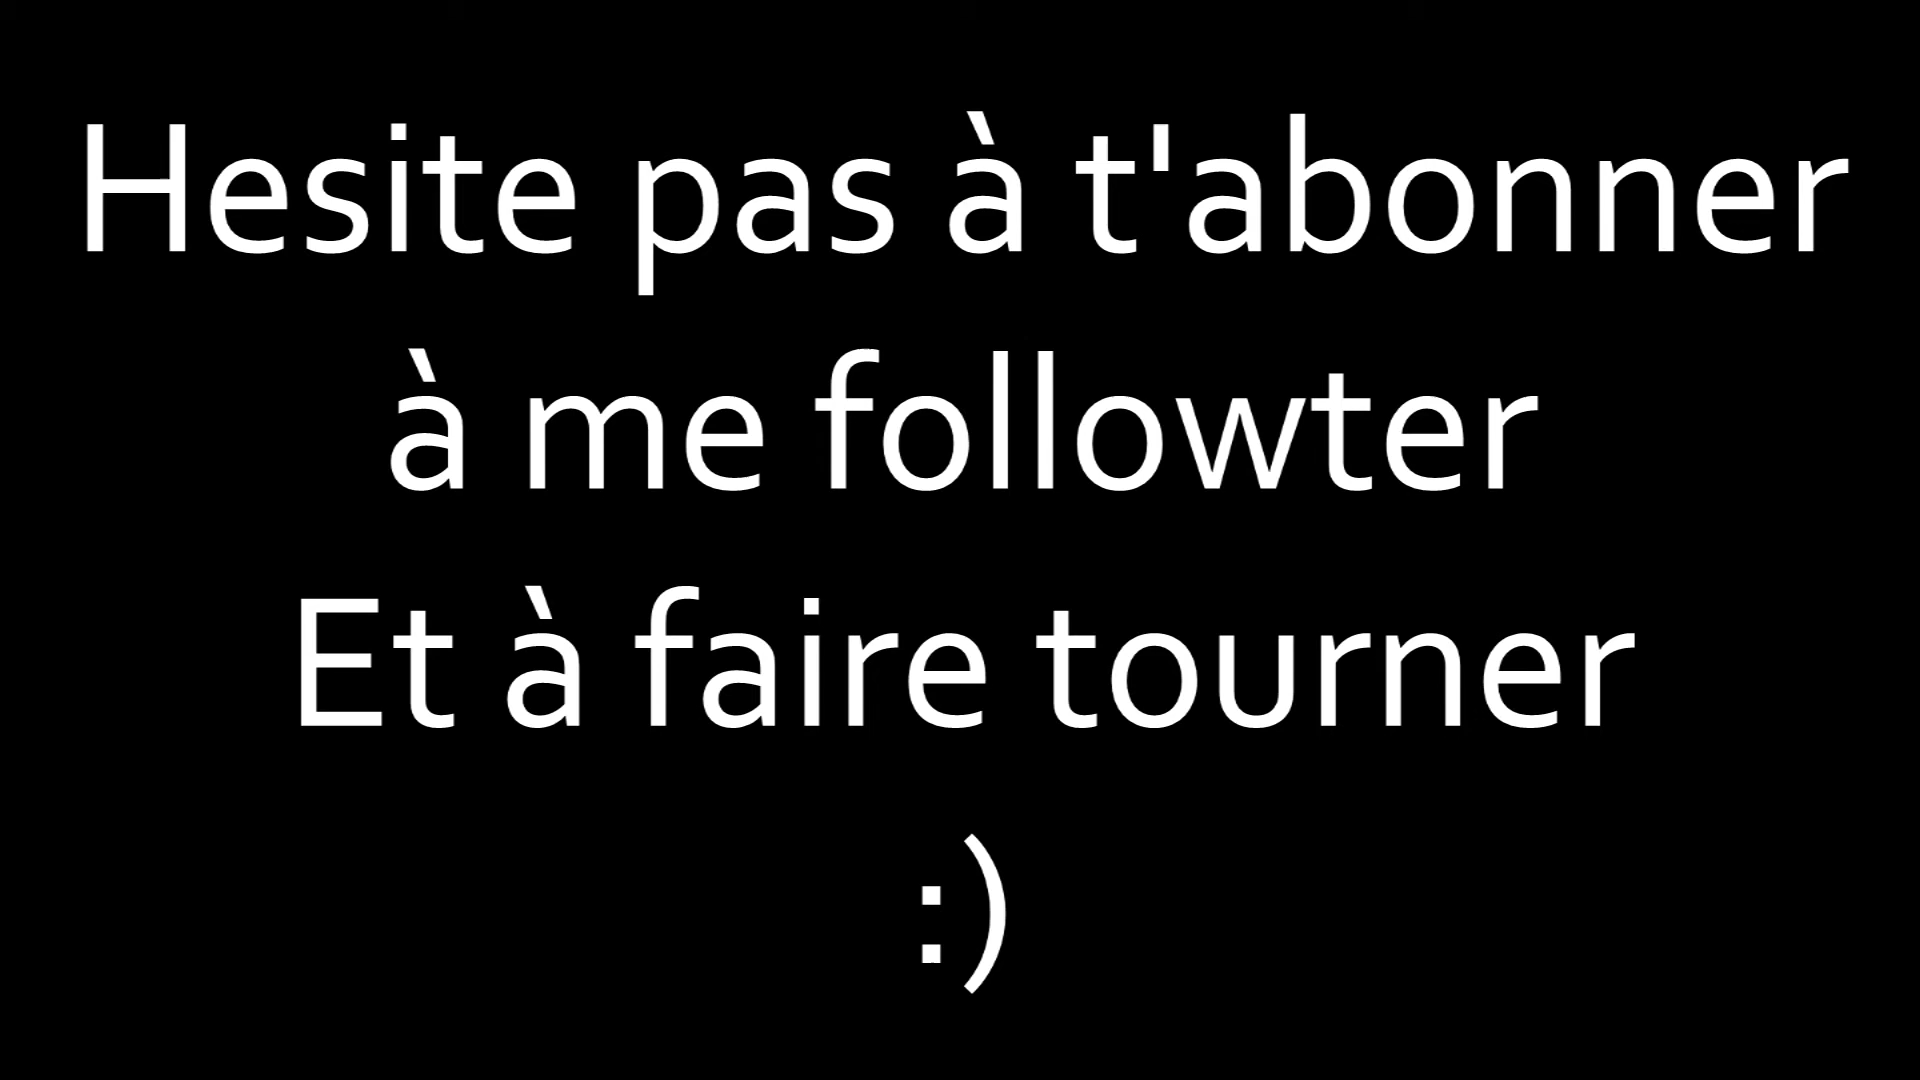 Hesite pas à t'abonner
à me followter
Et à faire tourner
:)